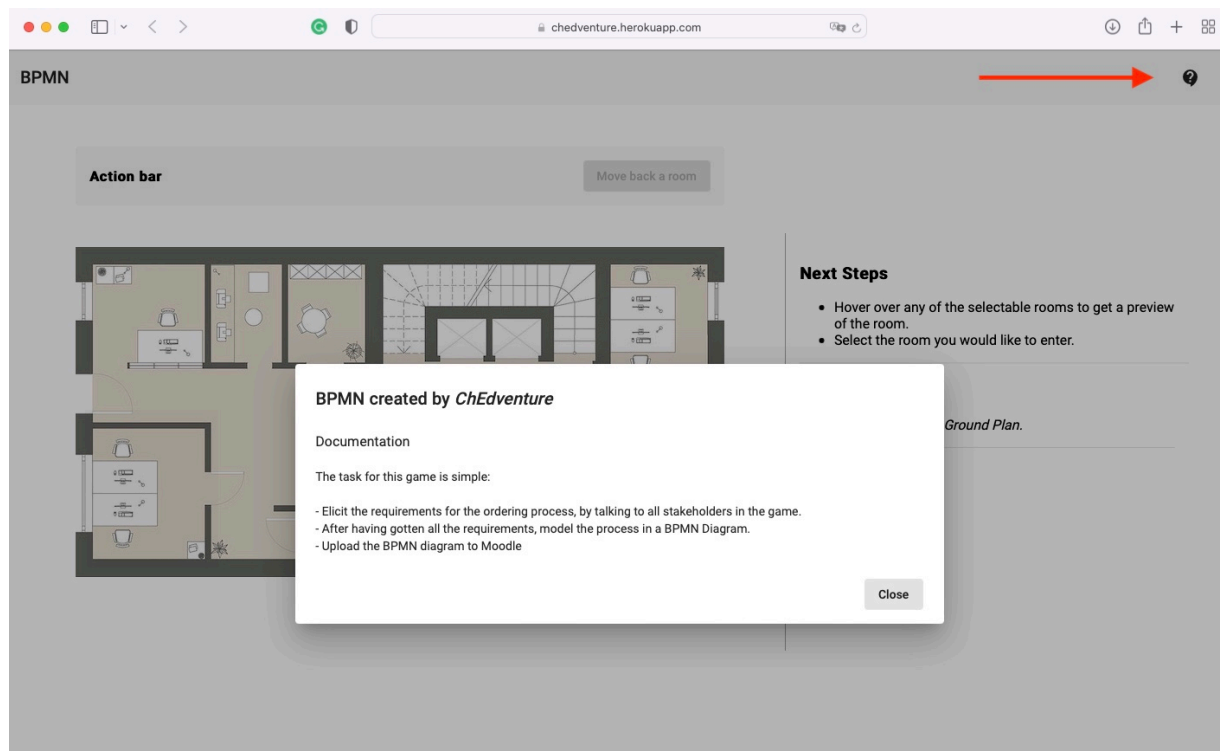 chedventure.herokuapp.com
BPMN
Action bar
Move back a room
Next Steps
• Hover over any of the selectable rooms to get a preview
of the room.
• Select the room you would like to enter.
Ground Plan.
BPMN created by ChEdventure
Documentation
The task for this game is simple:
- Elicit the requirements for the ordering process, by talking to all stakeholders in the game.
- After having gotten all the requirements, model the process in a BPMN Diagram.
- Upload the BPMN diagram to Moodle
Close